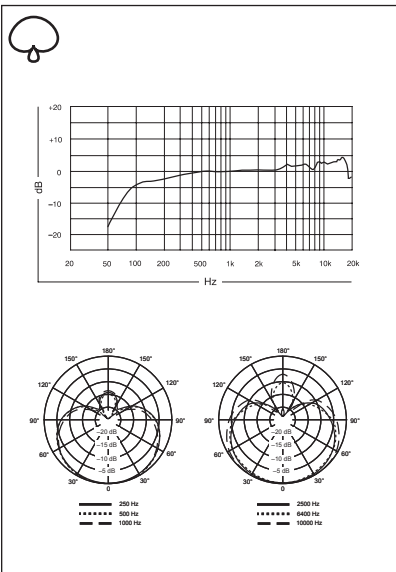 +20
+10
0
–10
–20
dB
20 50 100 200 500 1k 2k 5k 10k 20k
Hz
180° 180°
150° 150° 150° 150°
120° 120° 120° 120°
90° 90° 90° 90°
–20 dB –20 dB
–15 dB –15 dB
60° 60° 60° 60°
–10 dB –10 dB
–5 dB –5 dB
30° 30° 30° 30°
0 0
250 Hz 2500 Hz
500 Hz 6400 Hz
1000 Hz 10000 Hz